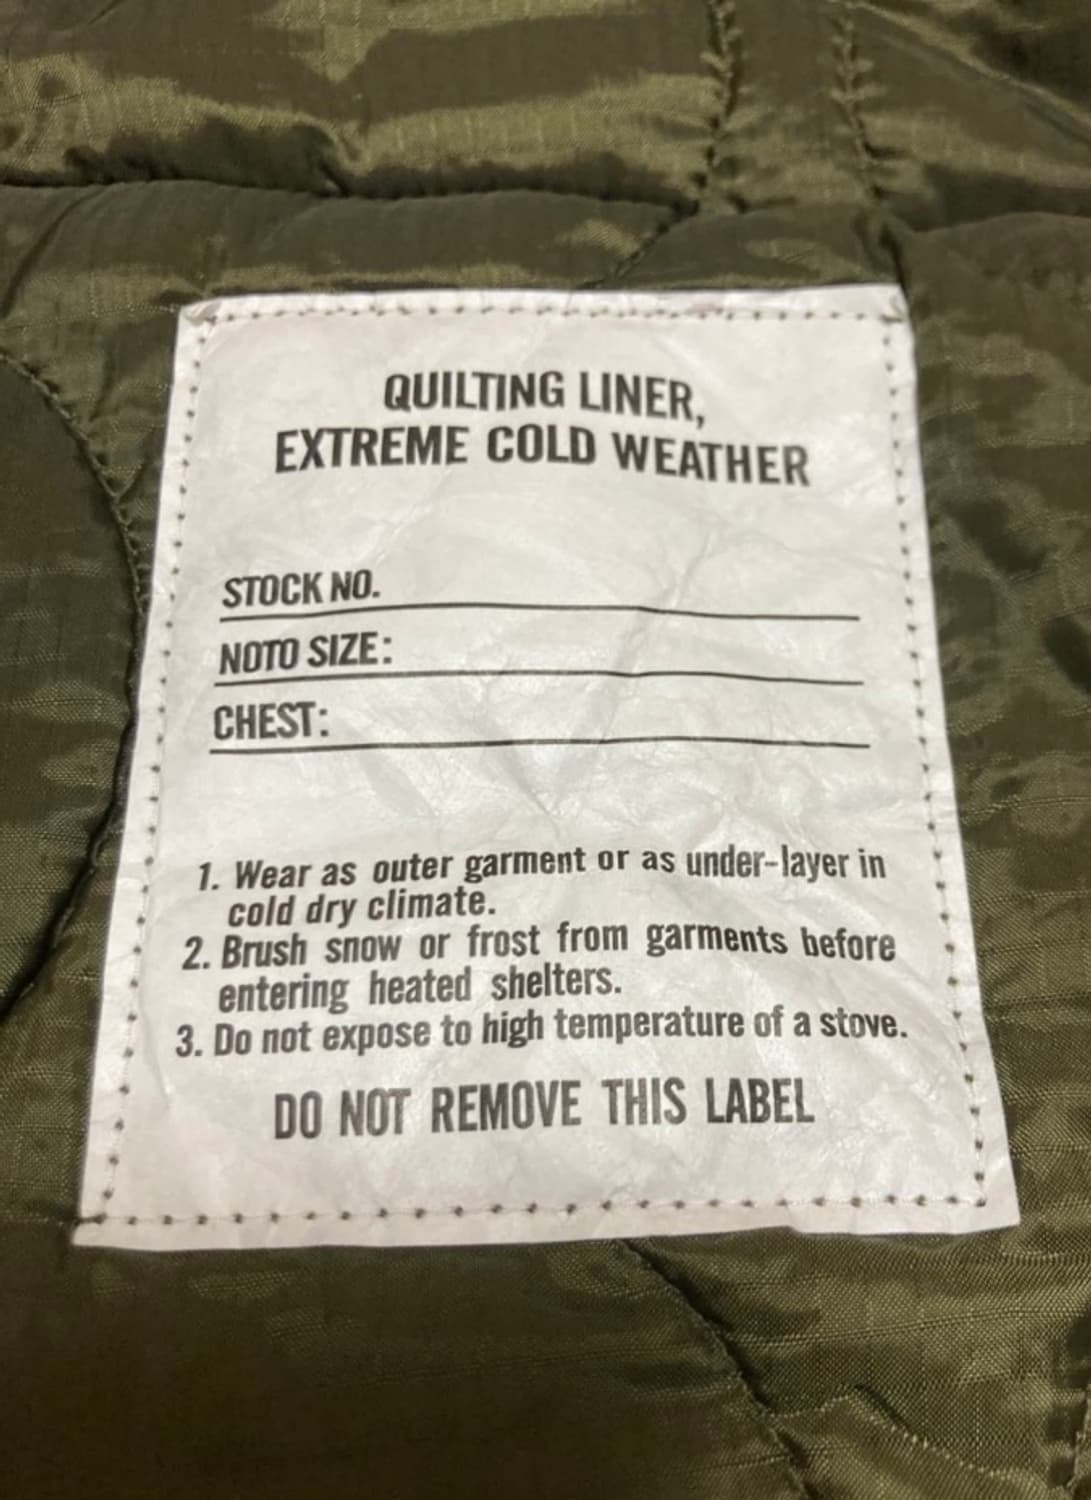 QUILTING LINER,
EXTREME COLD WEATHER
STOCK NO.
NOTO SIZE:
CHEST:
1. Wear as outer garment or as under-layer in
cold dry climate.
2. Brush snow or frost from garments before
entering heated shelters.
3. Do not expose to high temperature of a stove.
DO NOT REMOVE THIS LABEL